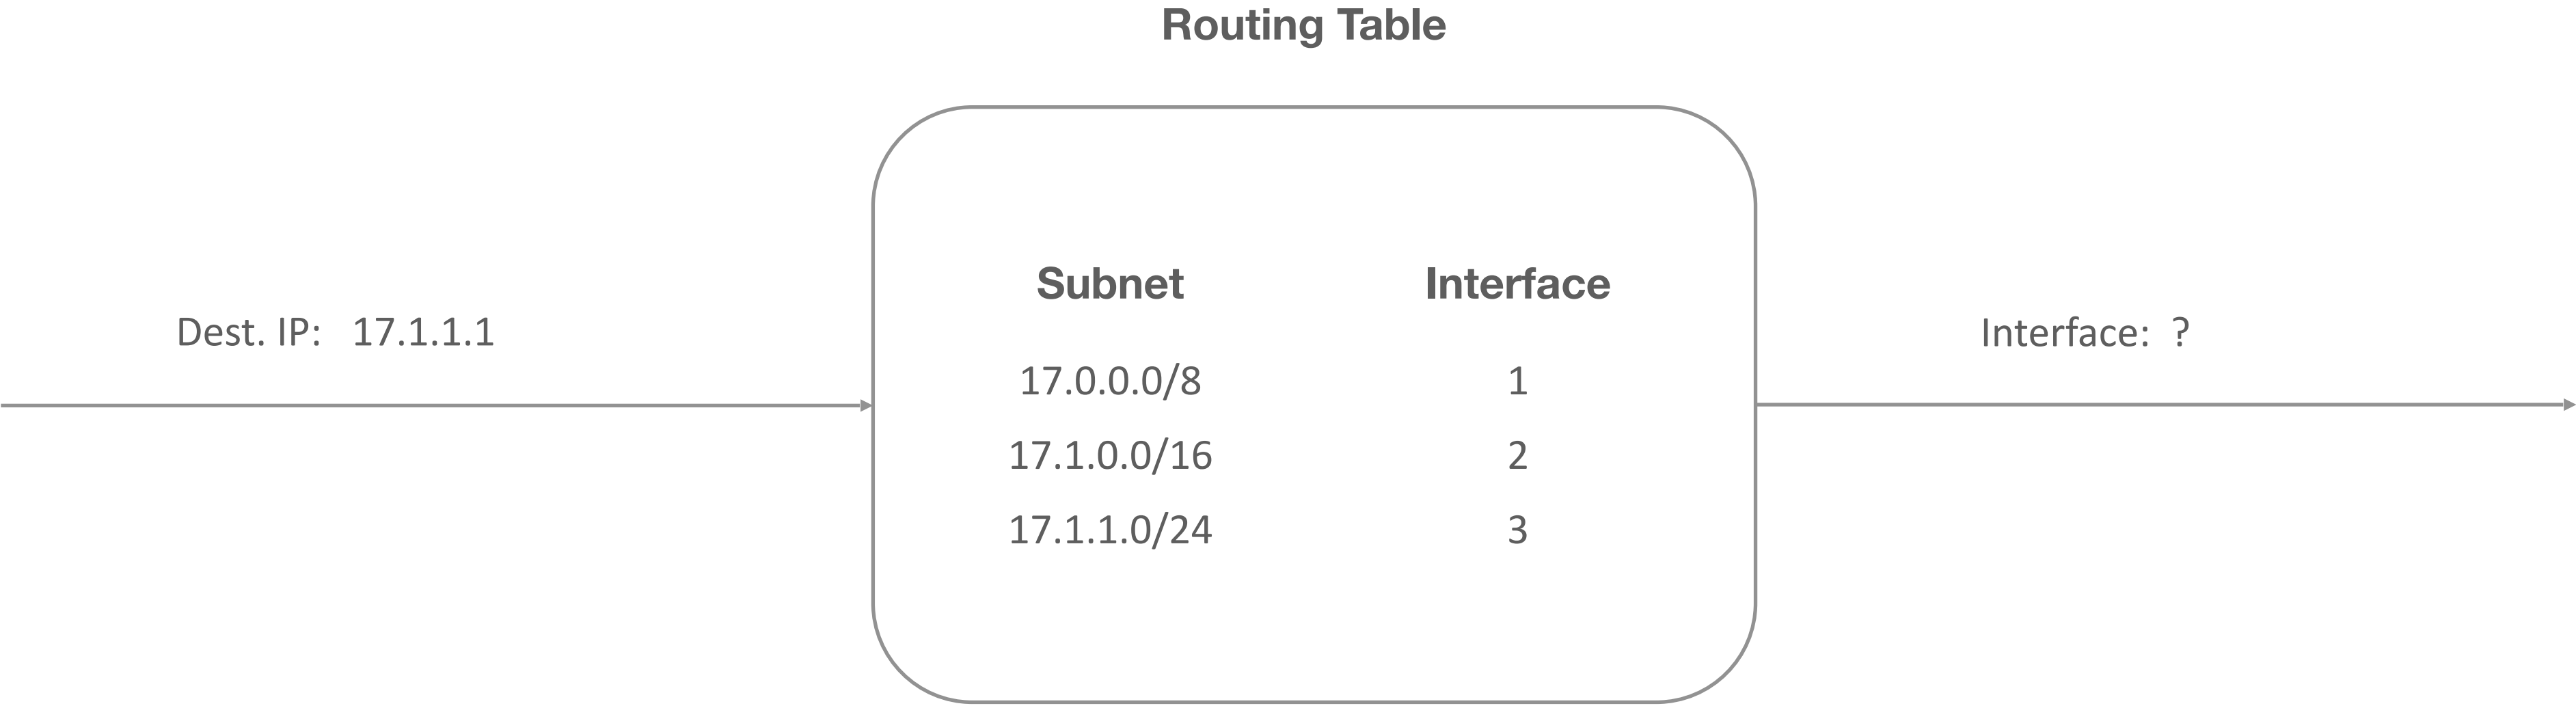 Routing Table
Subnet Interface
Dest. IP: 17.1.1.1
Interface: ?
17.0.0.0/8 1
17.1.0.0/16 2
17.1.1.0/24 3